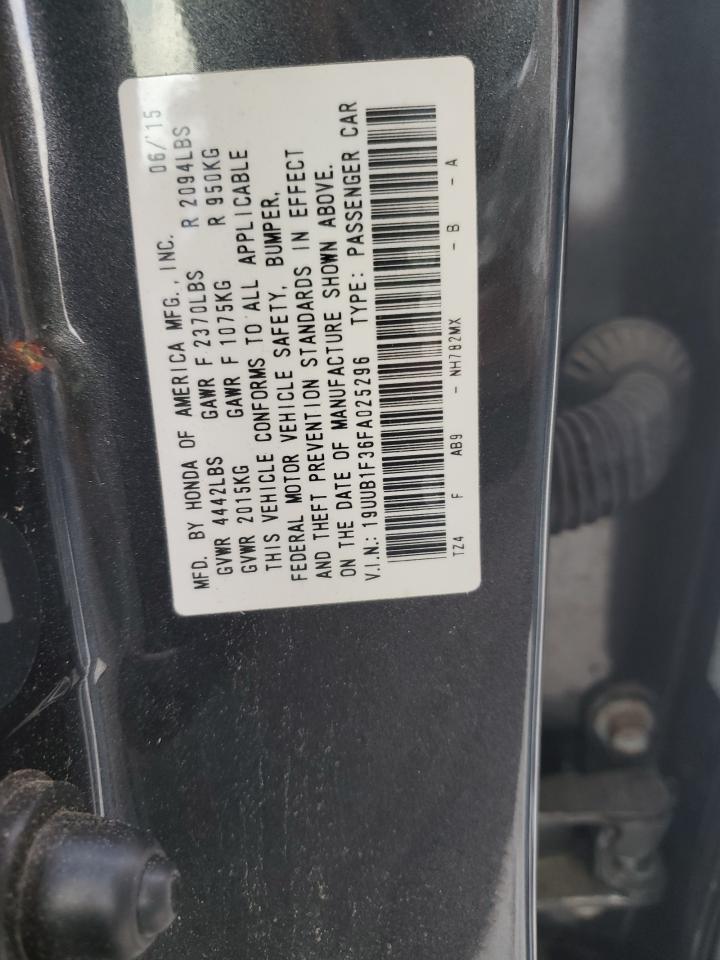 MFD. BY HONDA OF AMERICA MFG., INC. 06/'15
GVWR 4442LBS GAWR F 2370LBS R 2094LBS
GVWR 2015KG GAWR F 1075KG R 950KG
THIS VEHICLE CONFORMS TO ALL APPLICABLE
FEDERAL MOTOR VEHICLE SAFETY, BUMPER,
AND THEFT PREVENTION STANDARDS IN EFFECT
ON THE DATE OF MANUFACTURE SHOWN ABOVE.
V.I.N.: 19UUB1F36FA025296 TYPE: PASSENGER CAR
TZ4 F AB9 - NH782MX - B - A